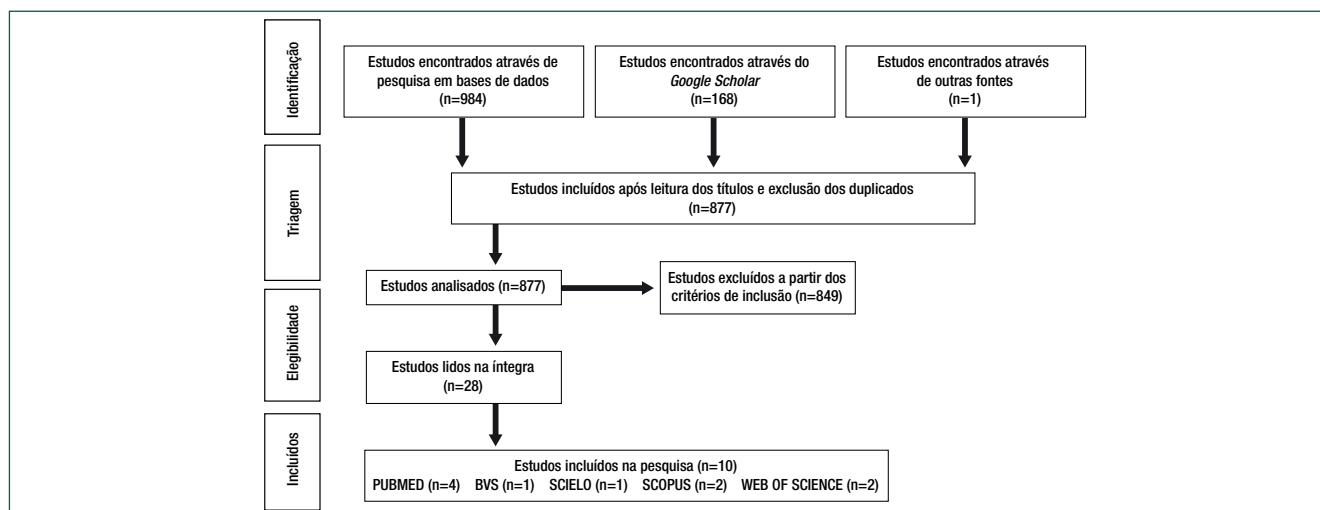 Identificação
Estudos encontrados através de
pesquisa em bases de dados
(n=984)
Estudos encontrados através do
Google Scholar
(n=168)
Estudos encontrados através
de outras fontes
(n=1)
Triagem
Estudos incluídos após leitura dos títulos e exclusão dos duplicados
(n=877)
Estudos analisados (n=877)
Estudos excluídos a partir dos
critérios de inclusão (n=849)
Elegibilidade
Estudos lidos na íntegra
(n=28)
Incluídos
Estudos incluídos na pesquisa (n=10)
PUBMED (n=4) BVS (n=1) SCIELO (n=1) SCOPUS (n=2) WEB OF SCIENCE (n=2)